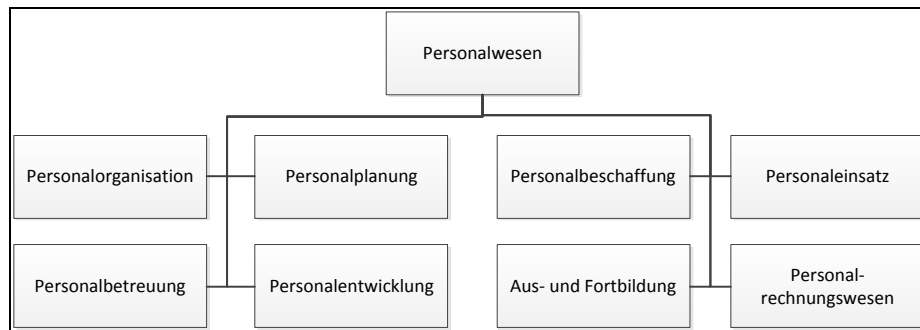 Personalwesen
Personalorganisation
Personalplanung
Personalbeschaffung
Personaleinsatz
Personalbetreuung
Personalentwicklung
Aus- und Fortbildung
Personal-
rechnungswesen